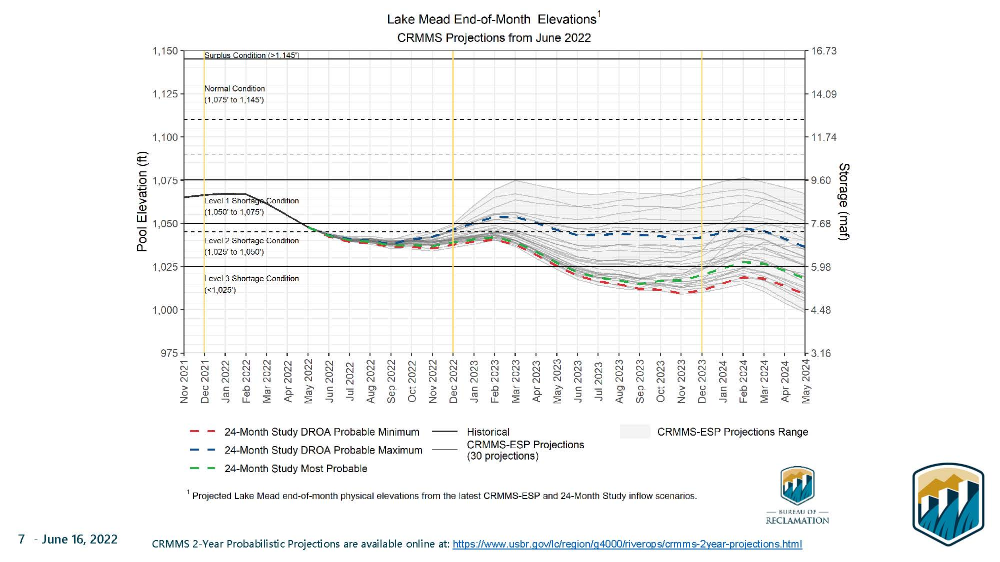 Lake Mead End-of-Month Elevations1
CRMMS Projections from June 2022
1,150
1,125
1,100
1,075
1,050
1,025
1,000
975
Pool Elevation (ft)
Surplus Condition (>1.145')
Normal Condition
(1,075' to 1,145')
Level 1 Shortage Condition
(1,050' to 1,075')
Level 2 Shortage Condition
(1,025' to 1,050')
Level 3 Shortage Condition
(<1,025')
16.73
14.09
11.74
9.60
7.68
5.98
4.48
3.16
Storage (maf)
Nov 2021
Dec 2021
Jan 2022
Feb 2022
Mar 2022
Apr 2022
May 2022
Jun 2022
Jul 2022
Aug 2022
Sep 2022
Oct 2022
Nov 2022
Dec 2022
Jan 2023
Feb 2023
Mar 2023
Apr 2023
May 2023
Jun 2023
Jul 2023
Aug 2023
Sep 2023
Oct 2023
Nov 2023
Dec 2023
Jan 2024
Feb 2024
Mar 2024
Apr 2024
May 2024
24-Month Study DROA Probable Minimum
24-Month Study DROA Probable Maximum
24-Month Study Most Probable
Historical
CRMMS-ESP Projections
(30 projections)
CRMMS-ESP Projections Range
1 Projected Lake Mead end-of-month physical elevations from the latest CRMMS-ESP and 24-Month Study inflow scenarios.
BUREAU OF
RECLAMATION
7 - June 16, 2022
CRMMS 2-Year Probabilistic Projections are available online at: https://www.usbr.gov/lc/region/g4000/riverops/crmms-2year-projections.html